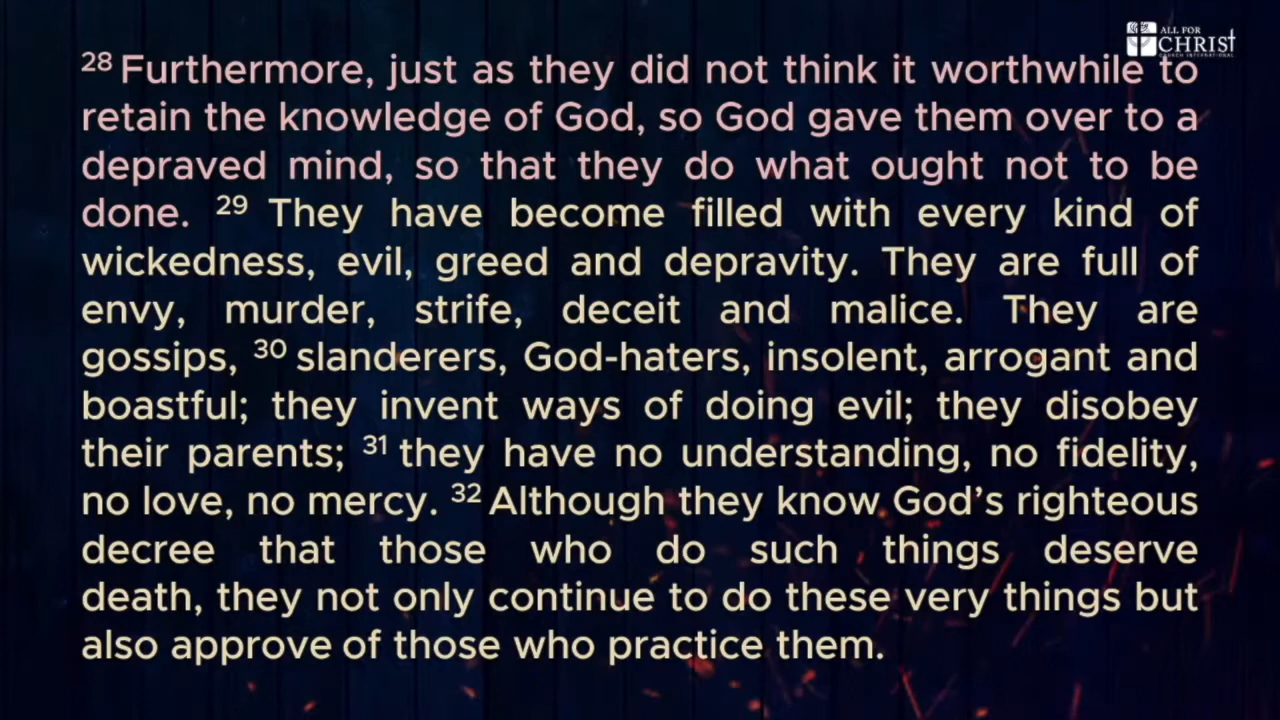 ALL FOR
CHRIST
CHURCH INTERNATIONAL
28 Furthermore, just as they did not think it worthwhile to
retain the knowledge of God, so God gave them over to a
depraved mind, so that they do what ought not to be
done. 29 They have become filled with every kind of
wickedness, evil, greed and depravity. They are full of
envy, murder, strife, deceit and malice. They are
gossips, 30 slanderers, God-haters, insolent, arrogant and
boastful; they invent ways of doing evil; they disobey
their parents; 31 they have no understanding, no fidelity,
no love, no mercy. 32 Although they know God’s righteous
decree that those who do such things deserve
death, they not only continue to do these very things but
also approve of those who practice them.